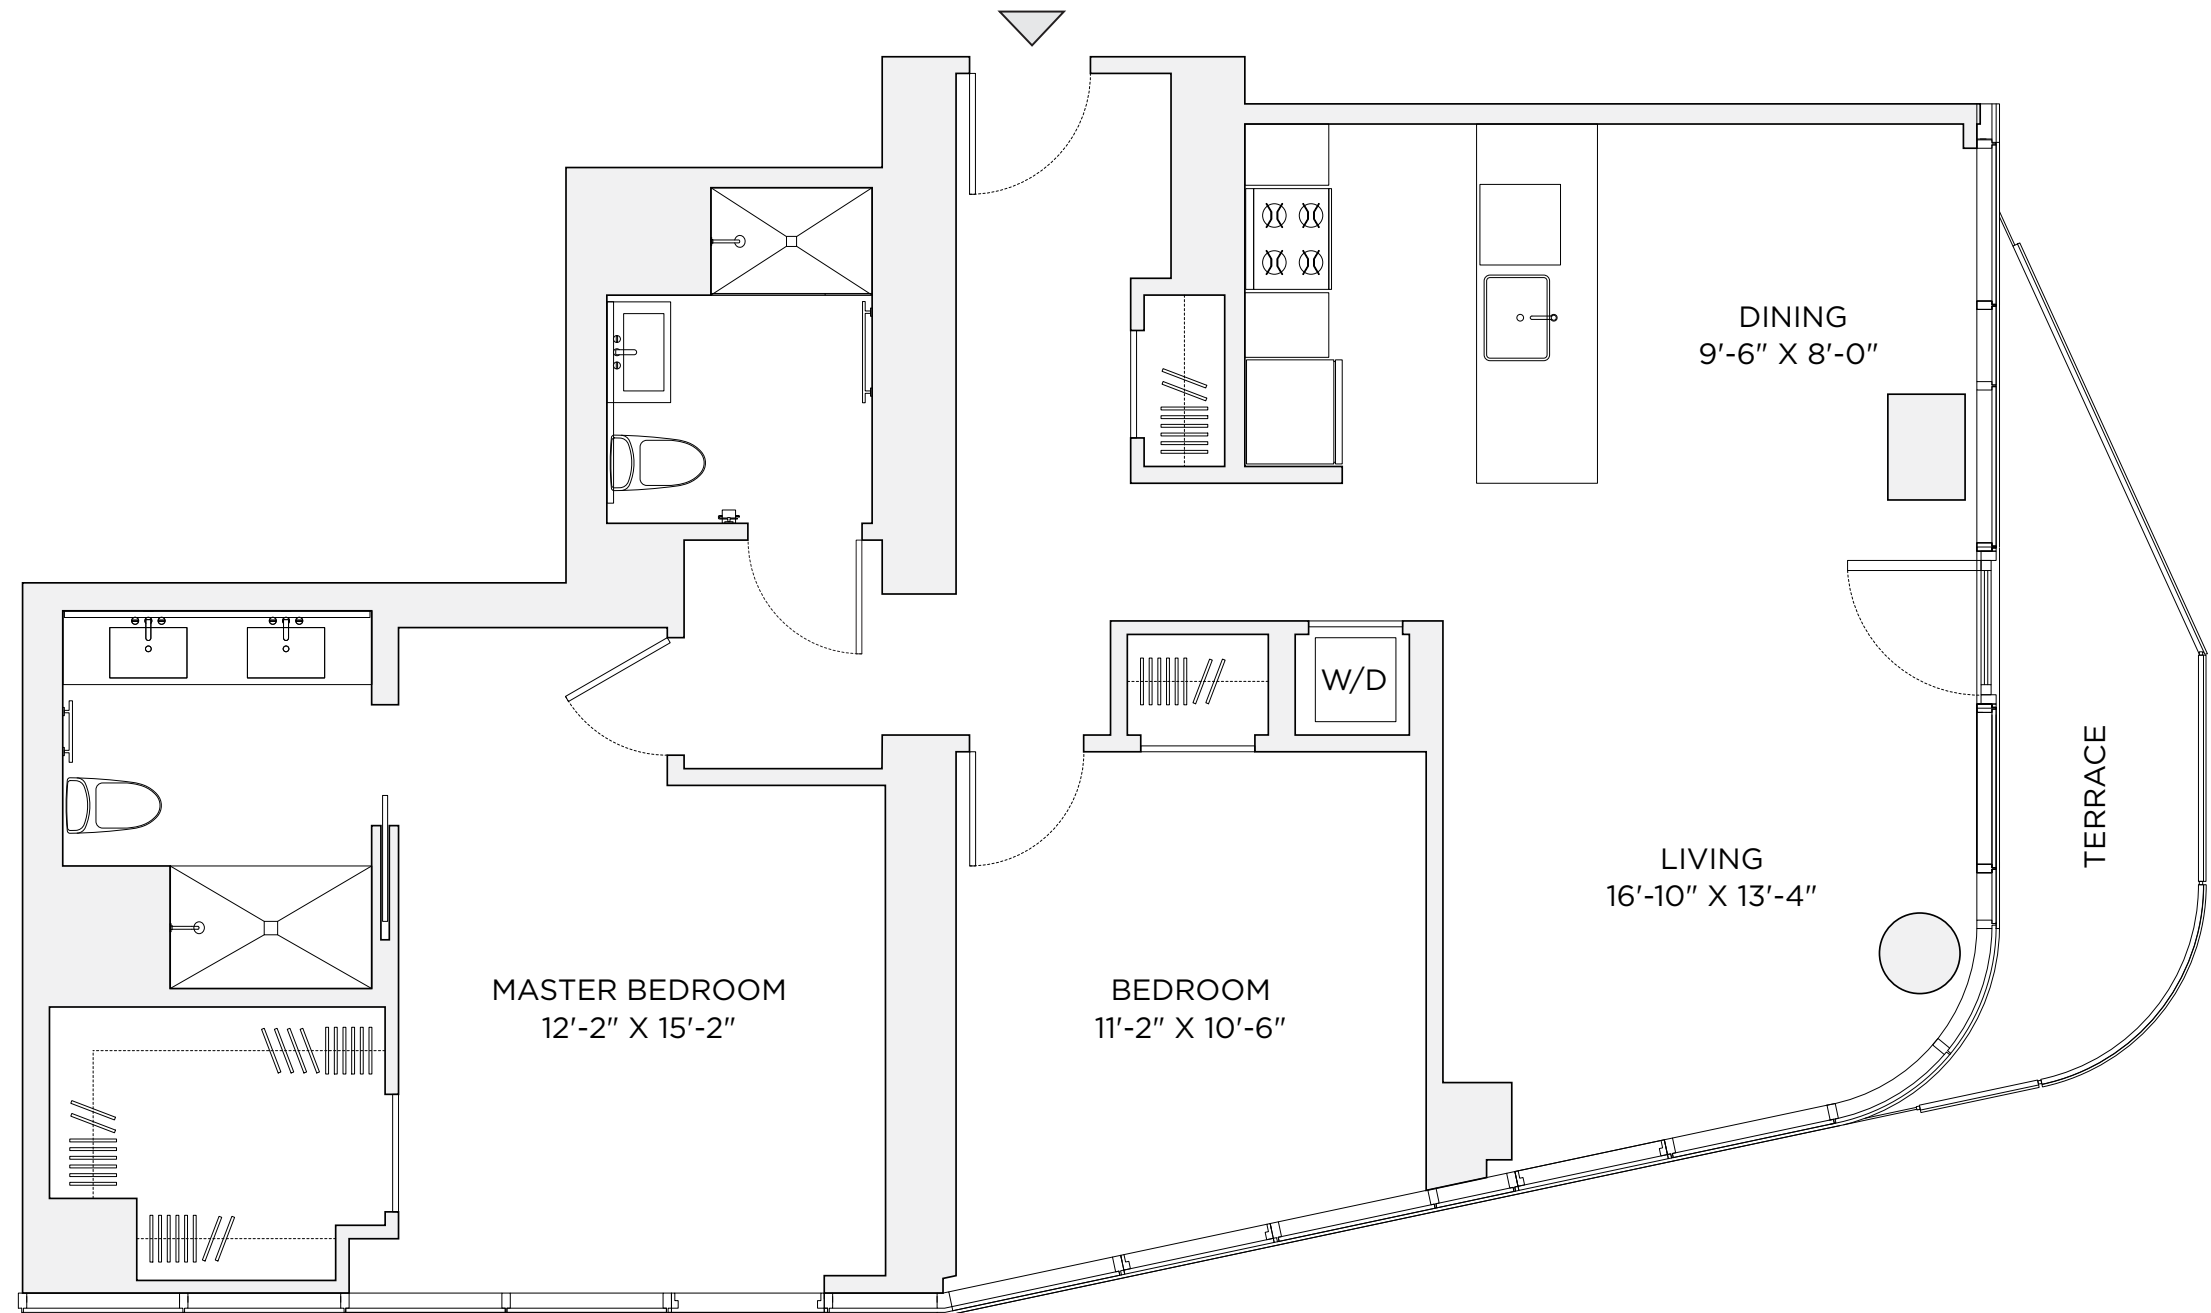 DINING
9'-6" X 8'-0"
W/D
TERRACE
LIVING
16'-10" X 13'-4"
MASTER BEDROOM
12'-2" X 15'-2"
BEDROOM
11'-2" X 10'-6"